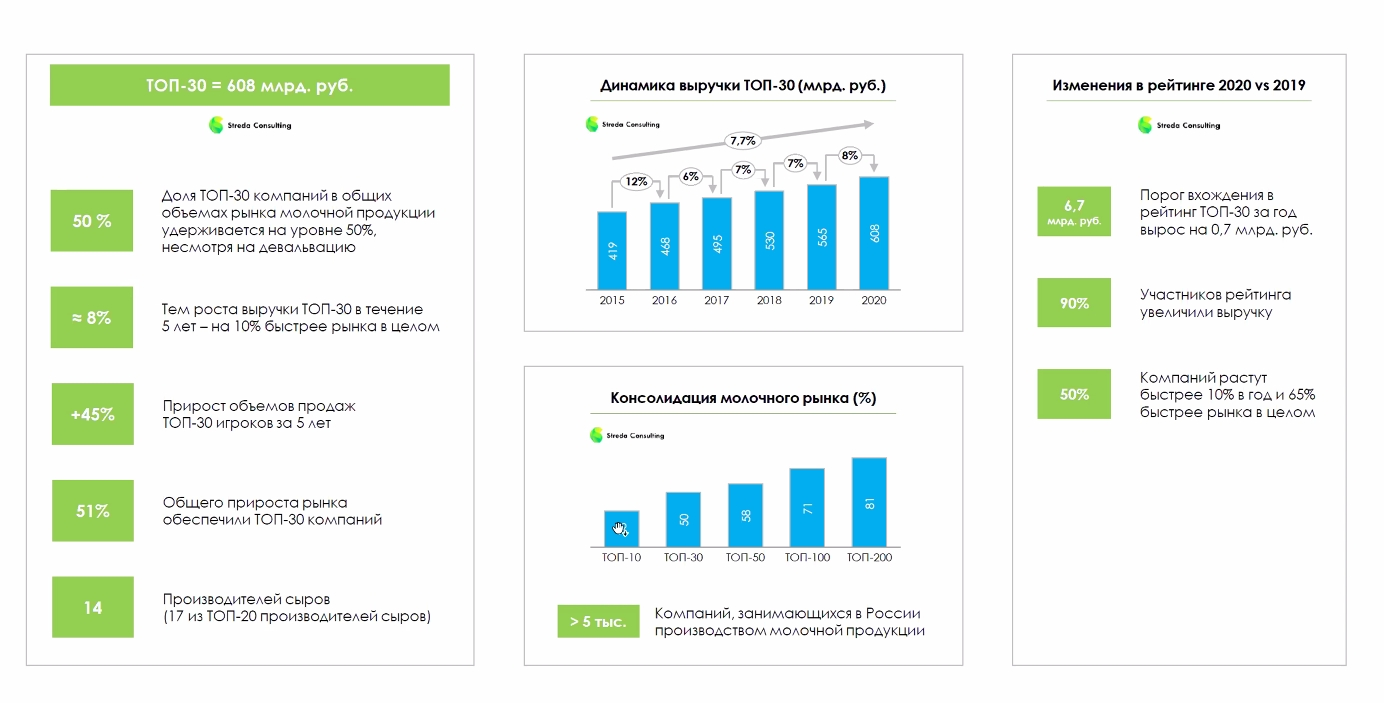 ТОП-30 = 608 млрд. руб.
Streda Consulting
50 %
Доля ТОП-30 компаний в общих
объемах рынка молочной продукции
удерживается на уровне 50%,
несмотря на девальвацию
≈ 8%
Тем роста выручки ТОП-30 в течение
5 лет – на 10% быстрее рынка в целом
+45%
Прирост объемов продаж
ТОП-30 игроков за 5 лет
51%
Общего прироста рынка
обеспечили ТОП-30 компаний
14
Производителей сыров
(17 из ТОП-20 производителей сыров)
Динамика выручки ТОП-30 (млрд. руб.)
Streda Consulting
7,7%
12% 6% 7% 7% 8%
419 468 495 530 565 608
2015 2016 2017 2018 2019 2020
Консолидация молочного рынка (%)
Streda Consulting
50 58 71 81
ТОП-10 ТОП-30 ТОП-50 ТОП-100 ТОП-200
> 5 тыс.
Компаний, занимающихся в России
производством молочной продукции
Изменения в рейтинге 2020 vs 2019
Streda Consulting
6,7
млрд. руб.
Порог вхождения в
рейтинг ТОП-30 за год
вырос на 0,7 млрд. руб.
90%
Участников рейтинга
увеличили выручку
50%
Компаний растут
быстрее 10% в год и 65%
быстрее рынка в целом